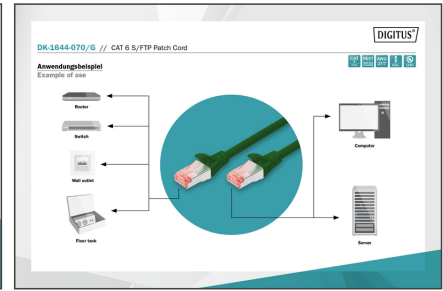 DIGITUS®
DK-1644-070/G // CAT 6 S/FTP Patch Cord
Anwendungsbeispiel
Example of use
Router
Switch
Wall outlet
Floor tank
Computer
Server